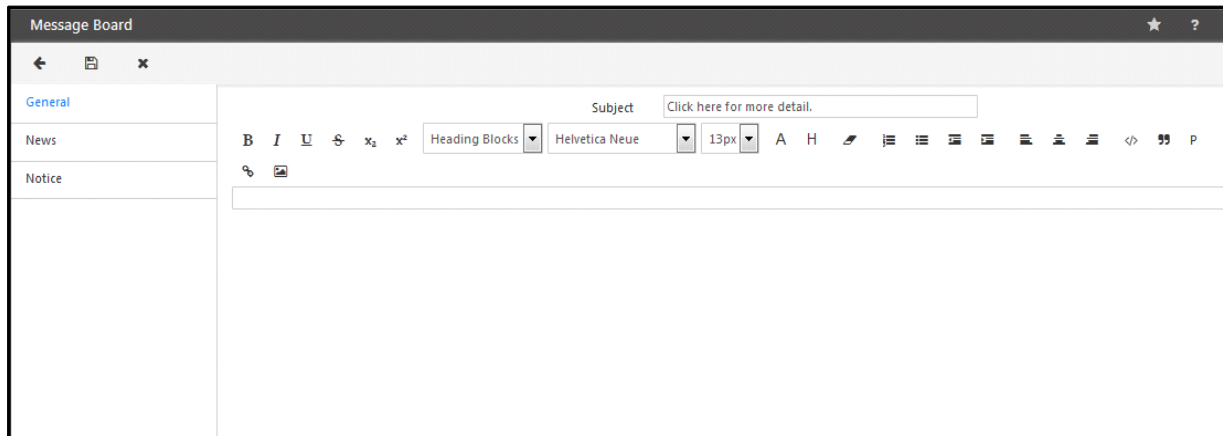 Message Board ?
General
Subject Click here for more detail.
News
B I U S x₂ x² Heading Blocks Helvetica Neue 13px A H </> P
Notice